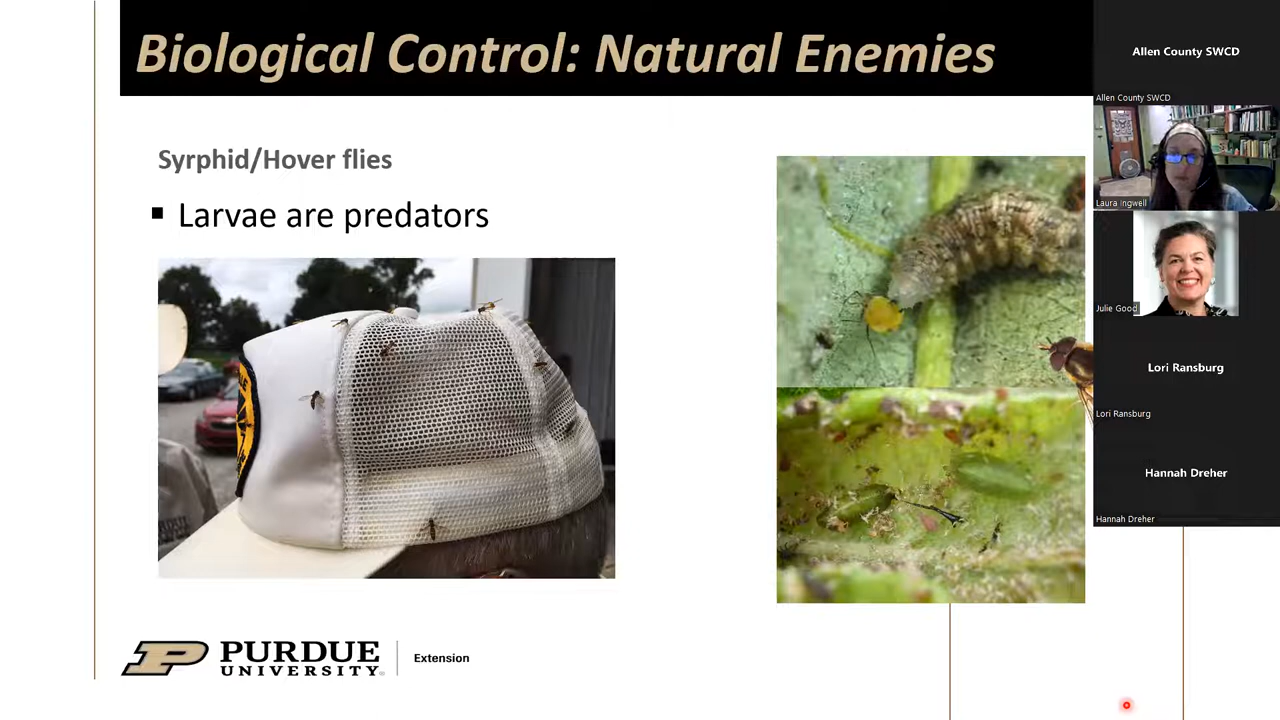 Biological Control: Natural Enemies
Syrphid/Hover flies
▪ Larvae are predators
PURDUE
UNIVERSITY®
Extension
Allen County SWCD
Allen County SWCD
Laura Ingwell
Julie Good
Lori Ransburg
Lori Ransburg
Hannah Dreher
Hannah Dreher